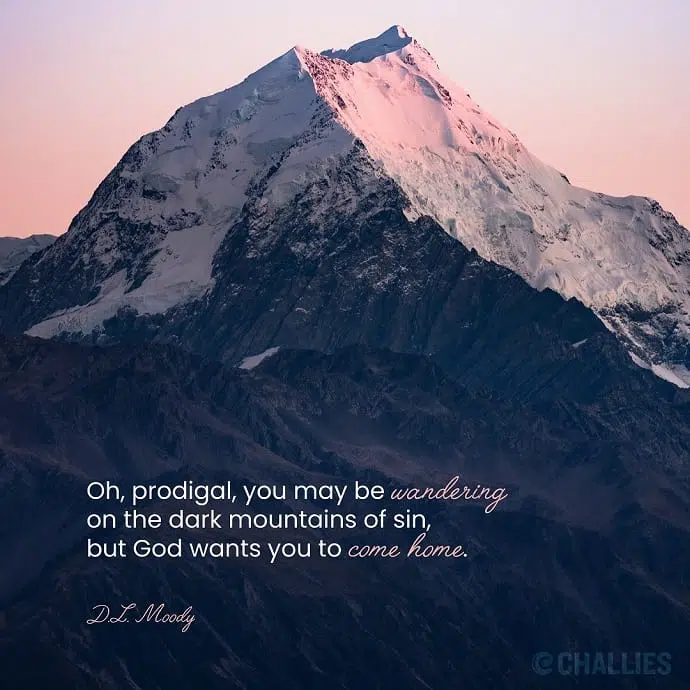 Oh, prodigal, you may be wandering
on the dark mountains of sin,
but God wants you to come home.
D.L. Moody
@CHALLIES